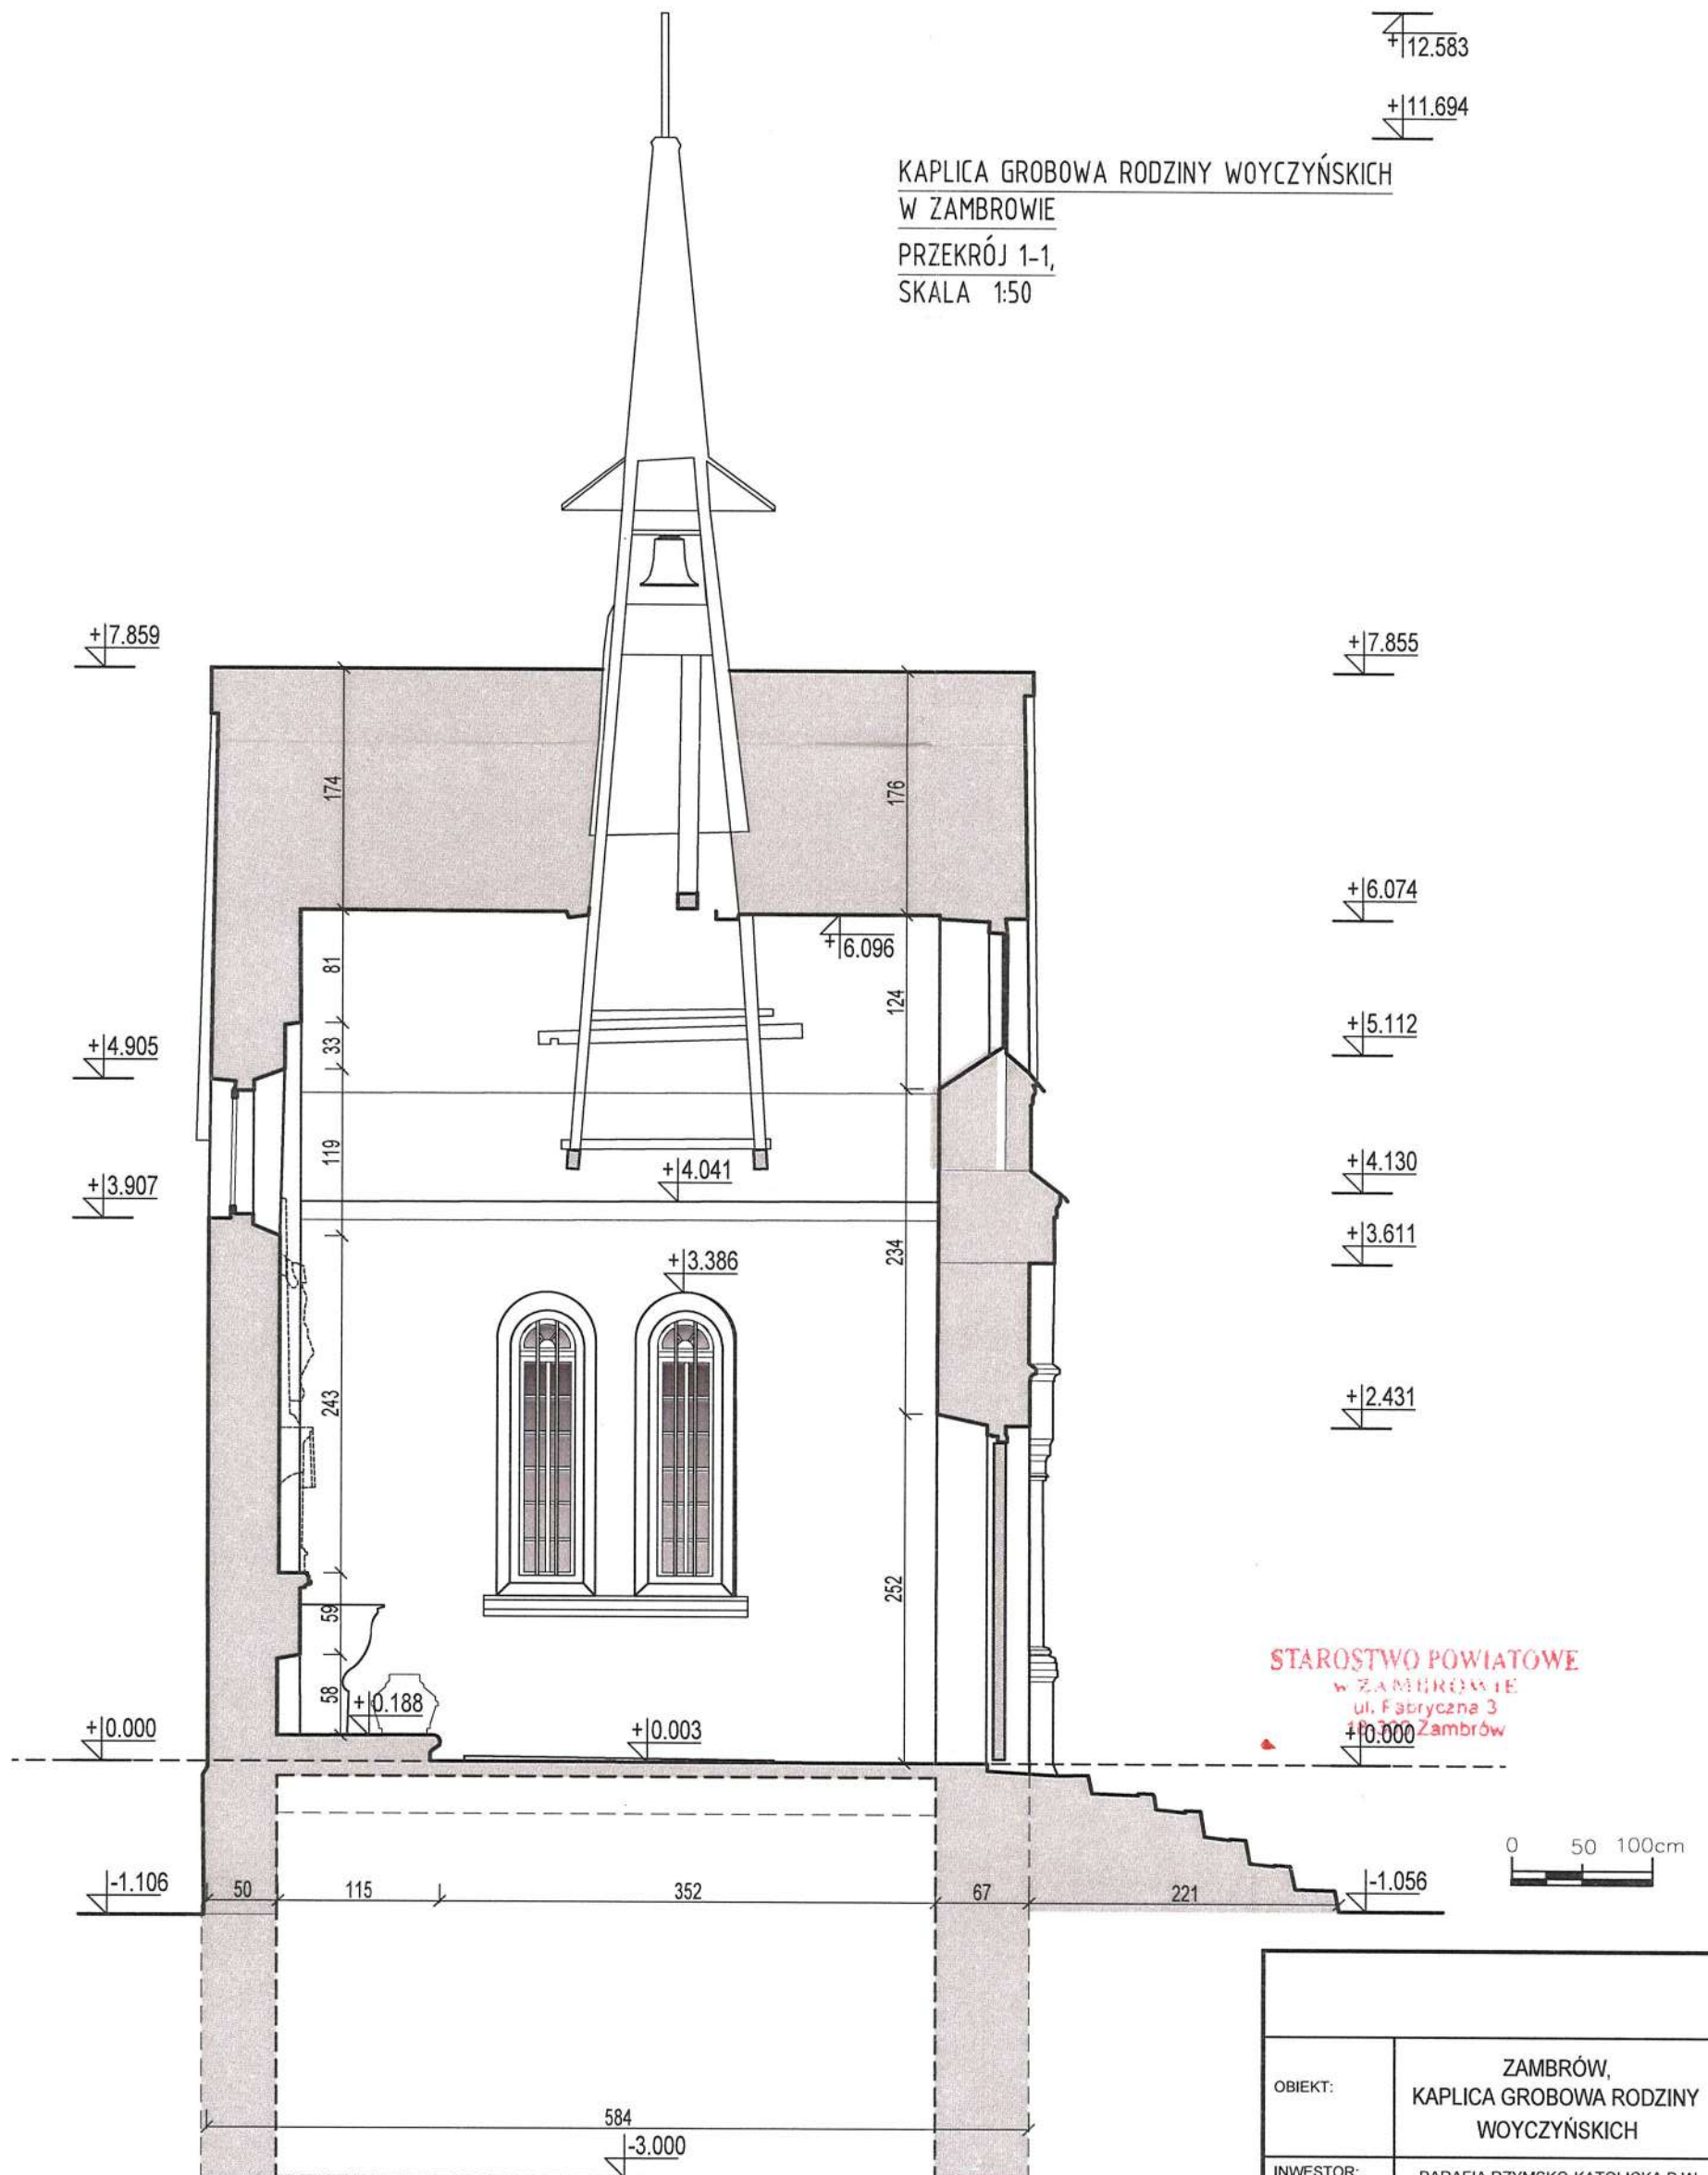 +12.583
+11.694
KAPLICA GROBOWA RODZINY WOYCZYŃSKICH
W ZAMBROWIE
PRZEKRÓJ 1-1,
SKALA 1:50
+7.859
+7.855
174
176
+6.074
+6.096
81
124
+5.112
33
+4.905
119
+4.041
+4.130
+3.907
+3.611
234
+3.386
243
+2.431
252
59
58
+0.188
STAROSTWO POWIATOWE
w ZAMBROWIE
ul. Fabryczna 3
18-300 Zambrów
+0.000
+0.003
+0.000
0 50 100cm
-1.106
50
115
352
67
221
-1.056
584
-3.000
OBIEKT:
ZAMBRÓW,
KAPLICA GROBOWA RODZINY
WOYCZYŃSKICH
INWESTOR: